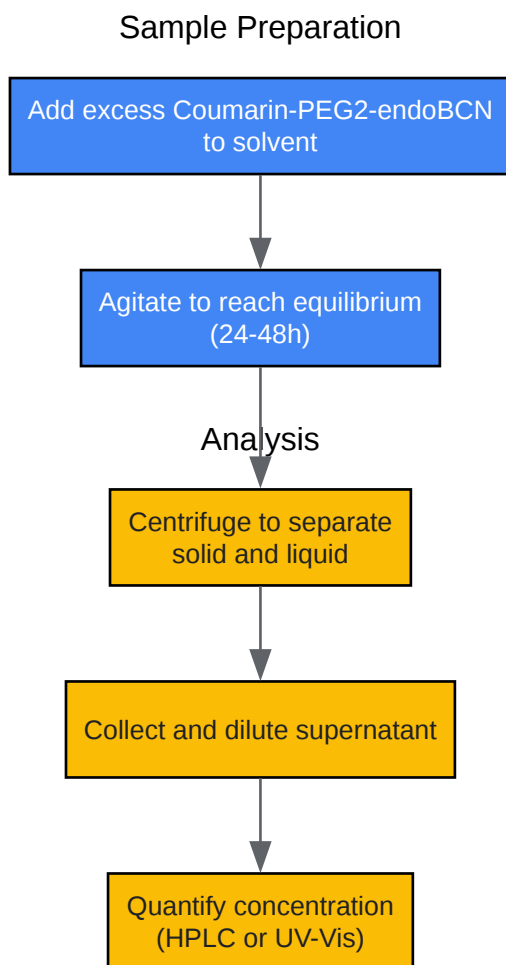 Sample Preparation
Add excess Coumarin-PEG2-endoBCN
to solvent
Agitate to reach equilibrium
(24-48h)
Analysis
Centrifuge to separate
solid and liquid
Collect and dilute supernatant
Quantify concentration
(HPLC or UV-Vis)